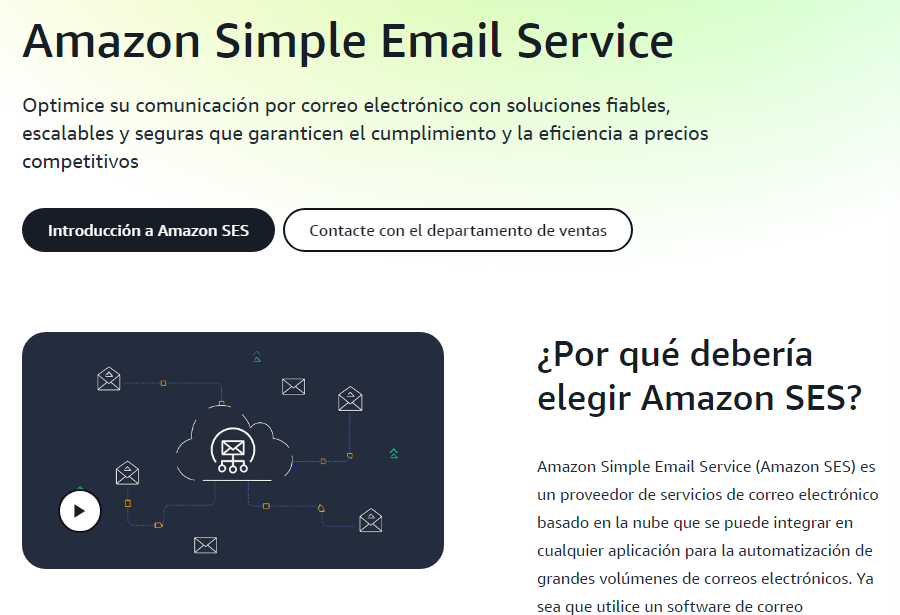 Amazon Simple Email Service
Optimice su comunicación por correo electrónico con soluciones fiables,
escalables y seguras que garanticen el cumplimiento y la eficiencia a precios
competitivos
Introducción a Amazon SES
Contacte con el departamento de ventas
¿Por qué debería
elegir Amazon SES?
Amazon Simple Email Service (Amazon SES) es
un proveedor de servicios de correo electrónico
basado en la nube que se puede integrar en
cualquier aplicación para la automatización de
grandes volúmenes de correos electrónicos. Ya
sea que utilice un software de correo